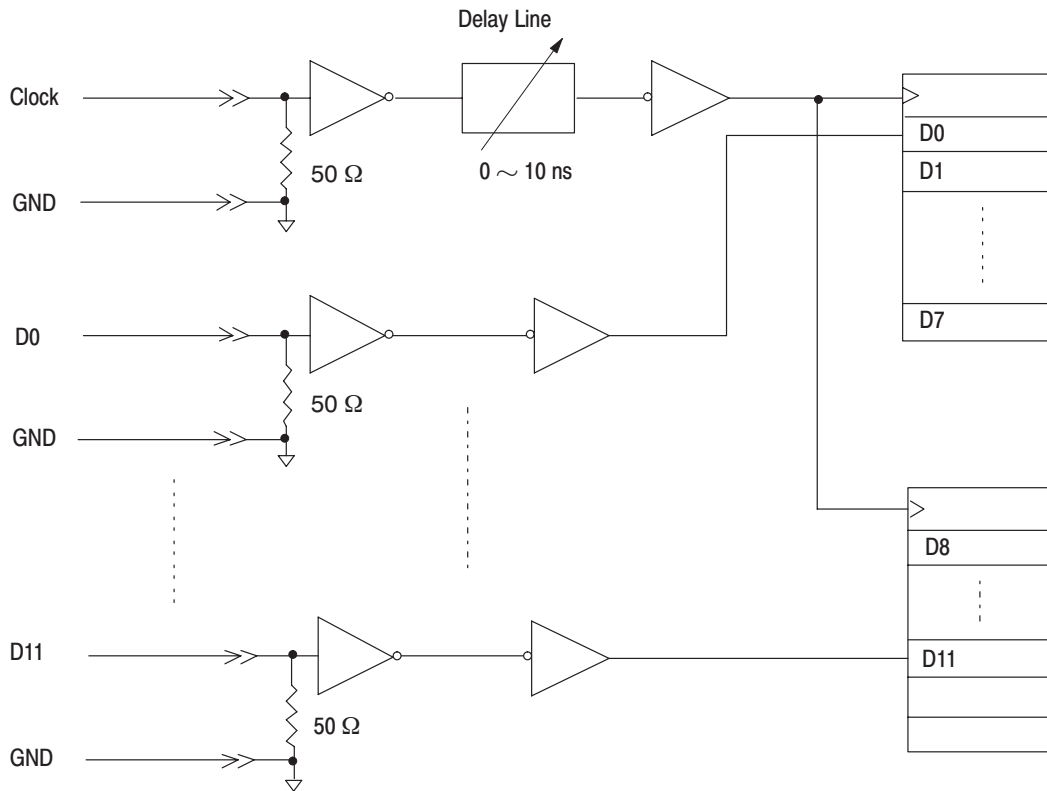 Delay Line
Clock
50 Ω
0 ∼ 10 ns
GND
D0
D1
D7
D0
50 Ω
GND
D8
D11
D11
50 Ω
GND